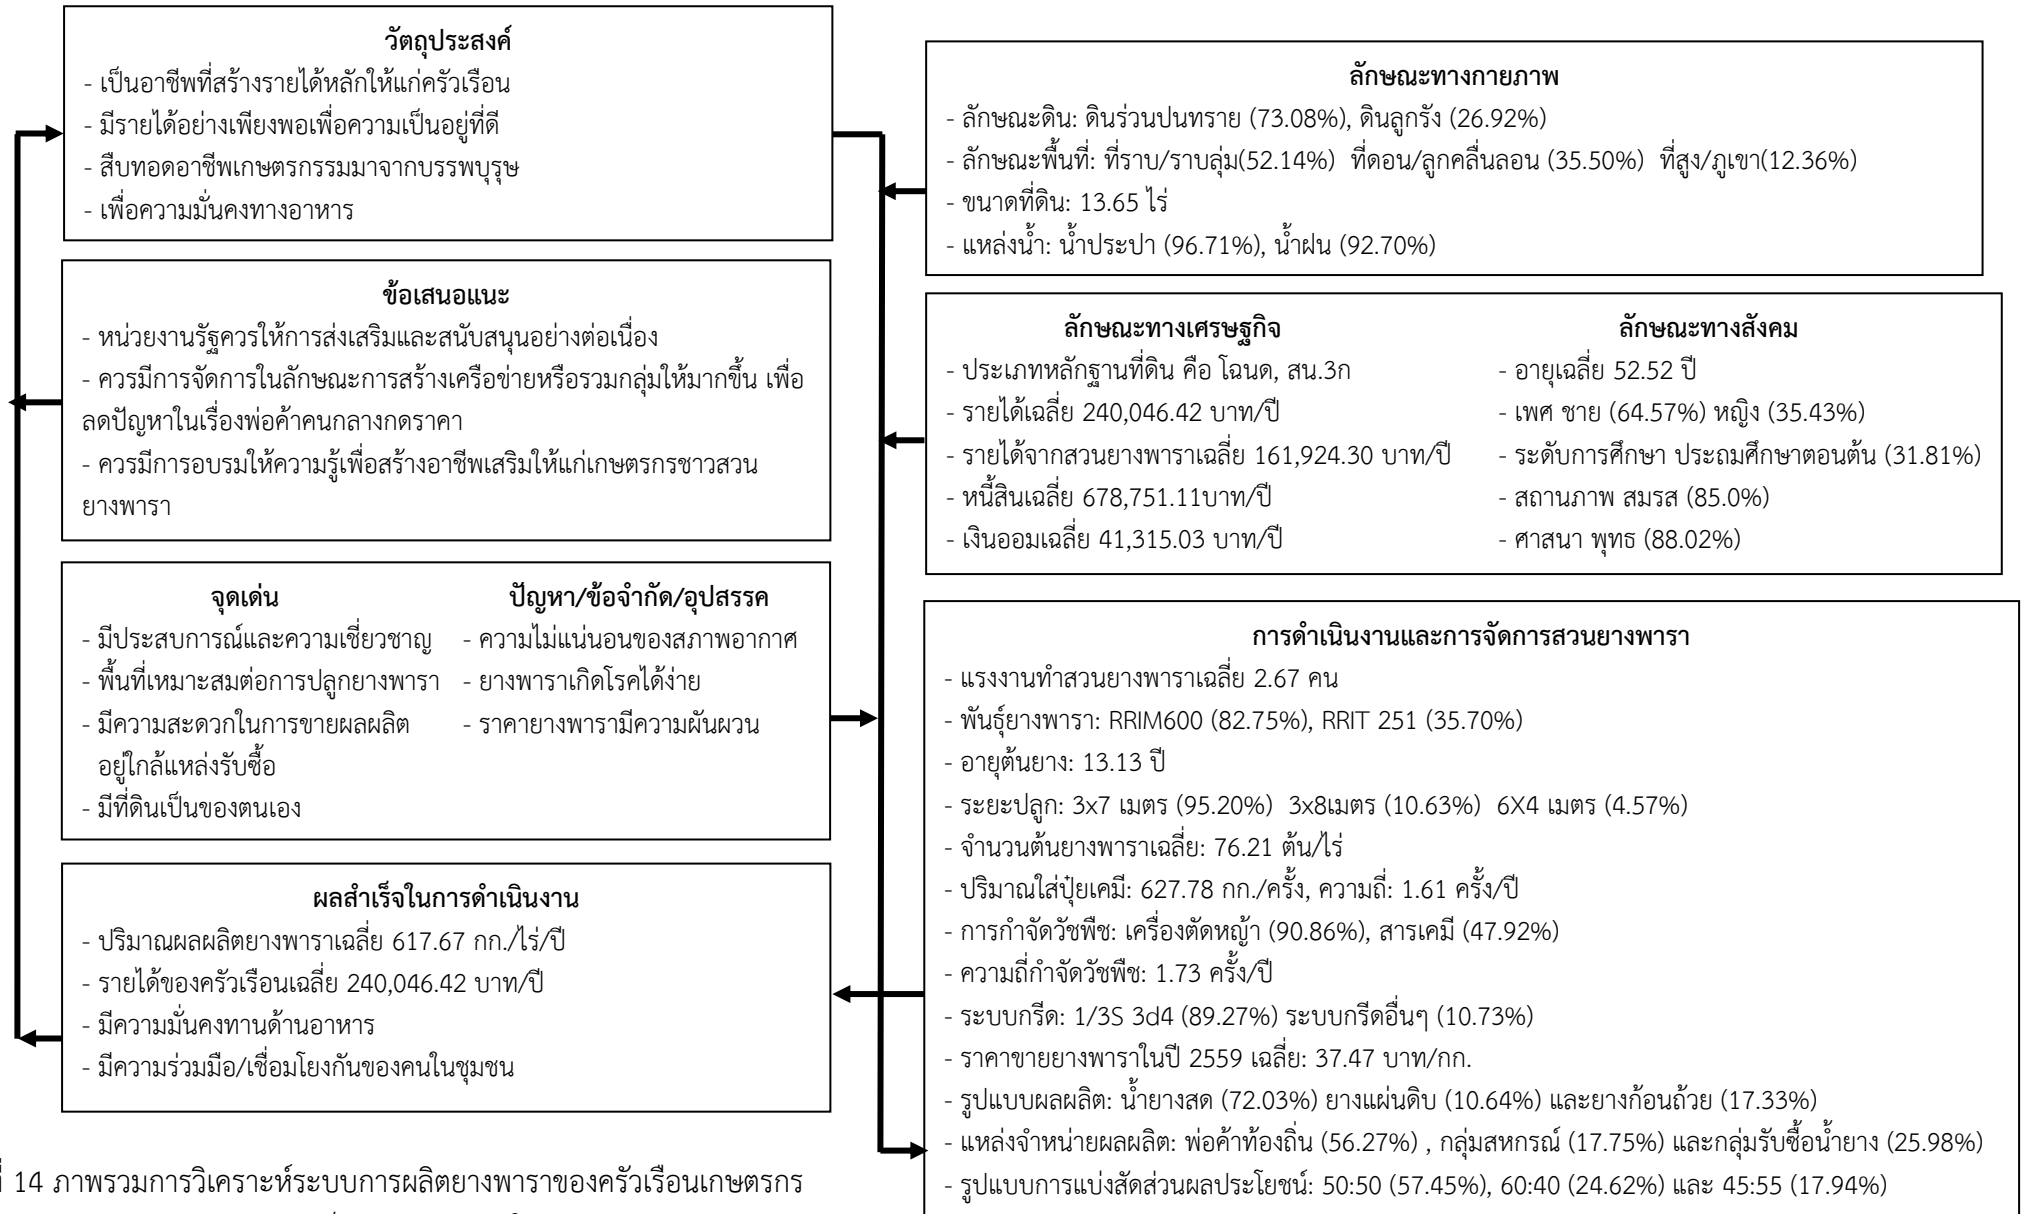 วัตถุประสงค์
- เป็นอาชีพที่สร้างรายได้หลักให้แก่ครัวเรือน
- มีรายได้อย่างเพียงพอเพื่อความเป็นอยู่ที่ดี
- สืบทอดอาชีพเกษตรกรรมมาจากบรรพบุรุษ
- เพื่อความมั่นคงทางอาหาร
ข้อเสนอแนะ
- หน่วยงานรัฐควรให้การส่งเสริมและสนับสนุนอย่างต่อเนื่อง
- ควรมีการจัดการในลักษณะการสร้างเครือข่ายหรือรวมกลุ่มให้มากขึ้น เพื่อ
ลดปัญหาในเรื่องพ่อค้าคนกลางกดราคา
- ควรมีการอบรมให้ความรู้เพื่อสร้างอาชีพเสริมให้แก่เกษตรกรชาวสวน
ยางพารา
จุดเด่น
- มีประสบการณ์และความเชี่ยวชาญ
- พื้นที่เหมาะสมต่อการปลูกยางพารา
- มีความสะดวกในการขายผลผลิต
อยู่ใกล้แหล่งรับซื้อ
- มีที่ดินเป็นของตนเอง
ปัญหา/ข้อจำกัด/อุปสรรค
- ความไม่แน่นอนของสภาพอากาศ
- ยางพาราเกิดโรคได้ง่าย
- ราคายางพารามีความผันผวน
ผลสำเร็จในการดำเนินงาน
- ปริมาณผลผลิตยางพาราเฉลี่ย 617.67 กก./ไร่/ปี
- รายได้ของครัวเรือนเฉลี่ย 240,046.42 บาท/ปี
- มีความมั่นคงทานด้านอาหาร
- มีความร่วมมือ/เชื่อมโยงกันของคนในชุมชน
ลักษณะทางกายภาพ
- ลักษณะดิน: ดินร่วนปนทราย (73.08%), ดินลูกรัง (26.92%)
- ลักษณะพื้นที่: ที่ราบ/ราบลุ่ม(52.14%) ที่ดอน/ลูกคลื่นลอน (35.50%) ที่สูง/ภูเขา(12.36%)
- ขนาดที่ดิน: 13.65 ไร่
- แหล่งน้ำ: น้ำประปา (96.71%), น้ำฝน (92.70%)
ลักษณะทางเศรษฐกิจ
- ประเภทหลักฐานที่ดิน คือ โฉนด, สน.3ก
- รายได้เฉลี่ย 240,046.42 บาท/ปี
- รายได้จากสวนยางพาราเฉลี่ย 161,924.30 บาท/ปี
- หนี้สินเฉลี่ย 678,751.11บาท/ปี
- เงินออมเฉลี่ย 41,315.03 บาท/ปี
ลักษณะทางสังคม
- อายุเฉลี่ย 52.52 ปี
- เพศ ชาย (64.57%) หญิง (35.43%)
- ระดับการศึกษา ประถมศึกษาตอนต้น (31.81%)
- สถานภาพ สมรส (85.0%)
- ศาสนา พุทธ (88.02%)
การดำเนินงานและการจัดการสวนยางพารา
- แรงงานทำสวนยางพาราเฉลี่ย 2.67 คน
- พันธุ์ยางพารา: RRIM600 (82.75%), RRIT 251 (35.70%)
- อายุต้นยาง: 13.13 ปี
- ระยะปลูก: 3x7 เมตร (95.20%) 3x8เมตร (10.63%) 6X4 เมตร (4.57%)
- จำนวนต้นยางพาราเฉลี่ย: 76.21 ต้น/ไร่
- ปริมาณใส่ปุ๋ยเคมี: 627.78 กก./ครั้ง, ความถี่: 1.61 ครั้ง/ปี
- การกำจัดวัชพืช: เครื่องตัดหญ้า (90.86%), สารเคมี (47.92%)
- ความถี่กำจัดวัชพืช: 1.73 ครั้ง/ปี
- ระบบกรีด: 1/3S 3d4 (89.27%) ระบบกรีดอื่นๆ (10.73%)
- ราคาขายยางพาราในปี 2559 เฉลี่ย: 37.47 บาท/กก.
- รูปแบบผลผลิต: น้ำยางสด (72.03%) ยางแผ่นดิบ (10.64%) และยางก้อนถ้วย (17.33%)
- แหล่งจำหน่ายผลผลิต: พ่อค้าท้องถิ่น (56.27%) , กลุ่มสหกรณ์ (17.75%) และกลุ่มรับซื้อน้ำยาง (25.98%)
- รูปแบบการแบ่งสัดส่วนผลประโยชน์: 50:50 (57.45%), 60:40 (24.62%) และ 45:55 (17.94%)
14 ภาพรวมการวิเคราะห์ระบบการผลิตยางพาราของครัวเรือนเกษตรกร